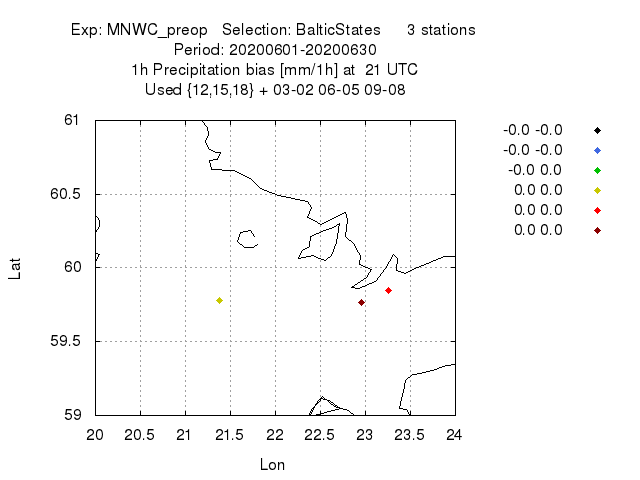 Exp: MNWC_preop   Selection: BalticStates      3 stations
Period: 20200601-20200630
1h Precipitation bias [mm/1h] at  21 UTC
Used {12,15,18} + 03-02 06-05 09-08
-0.0 -0.0
-0.0 -0.0
-0.0 0.0
0.0 0.0
0.0 0.0
0.0 0.0
61
60.5
60
59.5
59
Lat
20 20.5 21 21.5 22 22.5 23 23.5 24
Lon